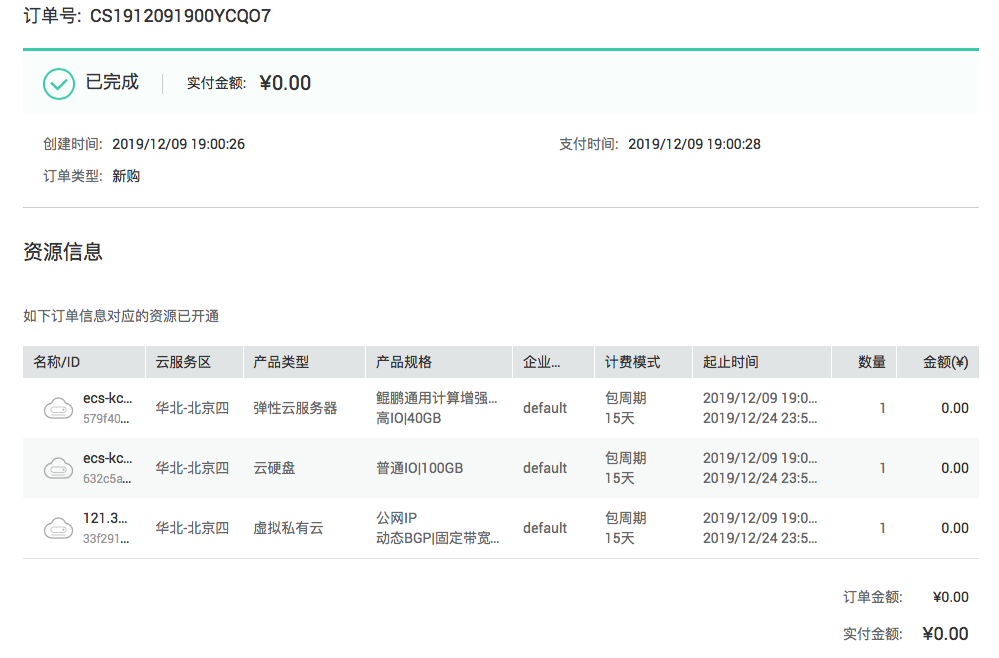 订单号: CS1912091900YCQO7
已完成 实付金额: ¥0.00
创建时间: 2019/12/09 19:00:26 支付时间: 2019/12/09 19:00:28
订单类型: 新购
资源信息
如下订单信息对应的资源已开通
名称/ID 云服务区 产品类型 产品规格 企业... 计费模式 起止时间 数量 金额(¥)
ecs-kc... 鲲鹏通用计算增强... 包周期 2019/12/09 19:0...
华北-北京四 弹性云服务器 default 1 0.00
579f40... 高IO|40GB 15天 2019/12/24 23:5...
ecs-kc... 包周期 2019/12/09 19:0...
华北-北京四 云硬盘 普通IO|100GB default 1 0.00
632c5a... 15天 2019/12/24 23:5...
121.3... 公网IP 包周期 2019/12/09 19:0...
华北-北京四 虚拟私有云 default 1 0.00
33f291... 动态BGP|固定带宽... 15天 2019/12/24 23:5...
订单金额: ¥0.00
实付金额: ¥0.00